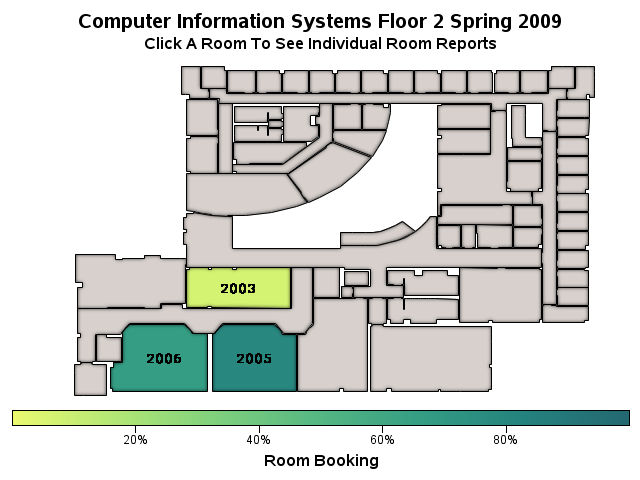 Computer Information Systems Floor 2 Spring 2009
Click A Room To See Individual Room Reports
2003
2006
2005
20%
40%
60%
80%
Room Booking